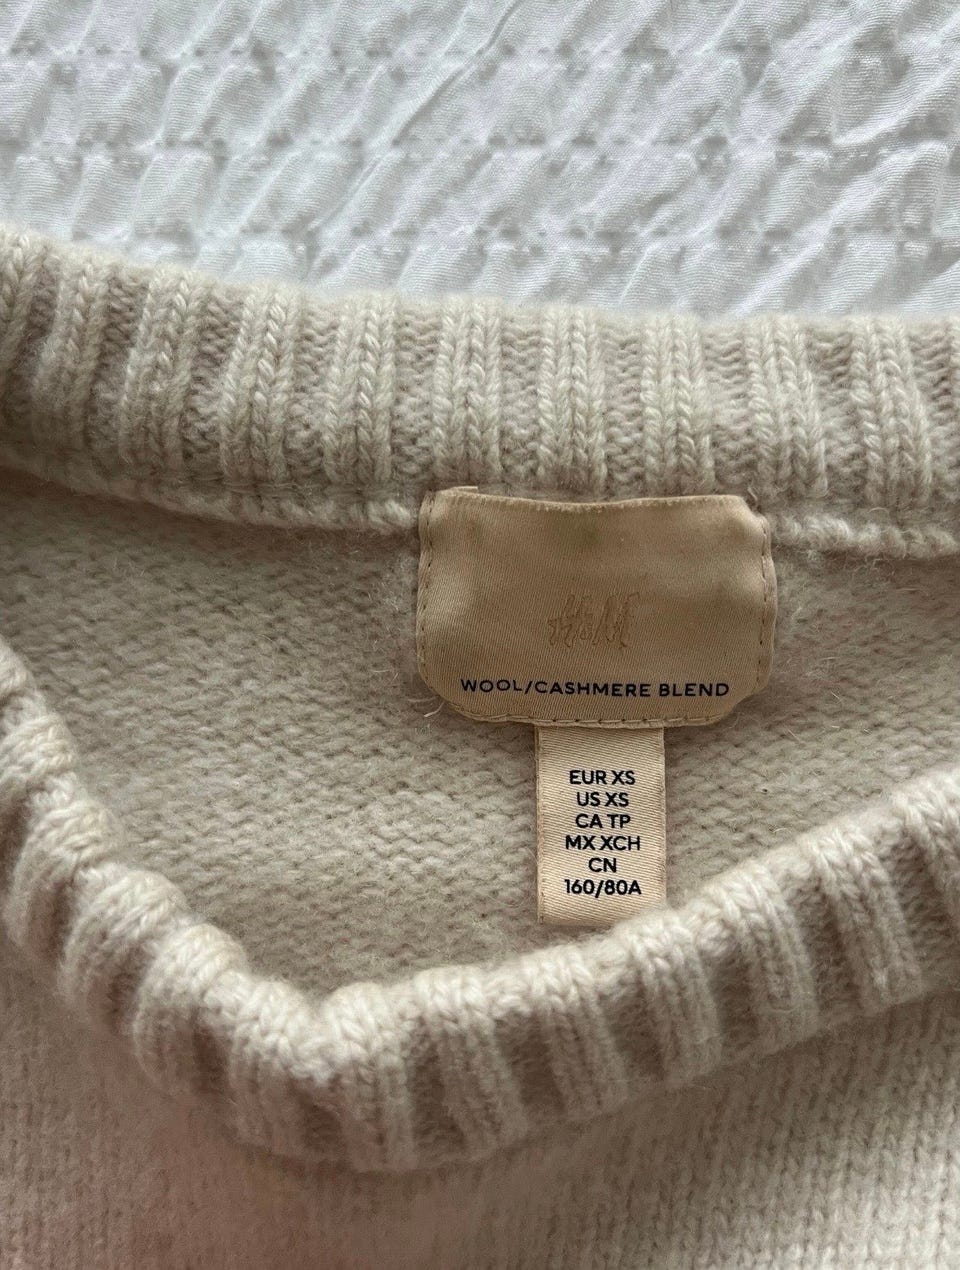 H&M
WOOL/CASHMERE BLEND
EUR XS
US XS
CA TP
MX XCH
CN
160/80A